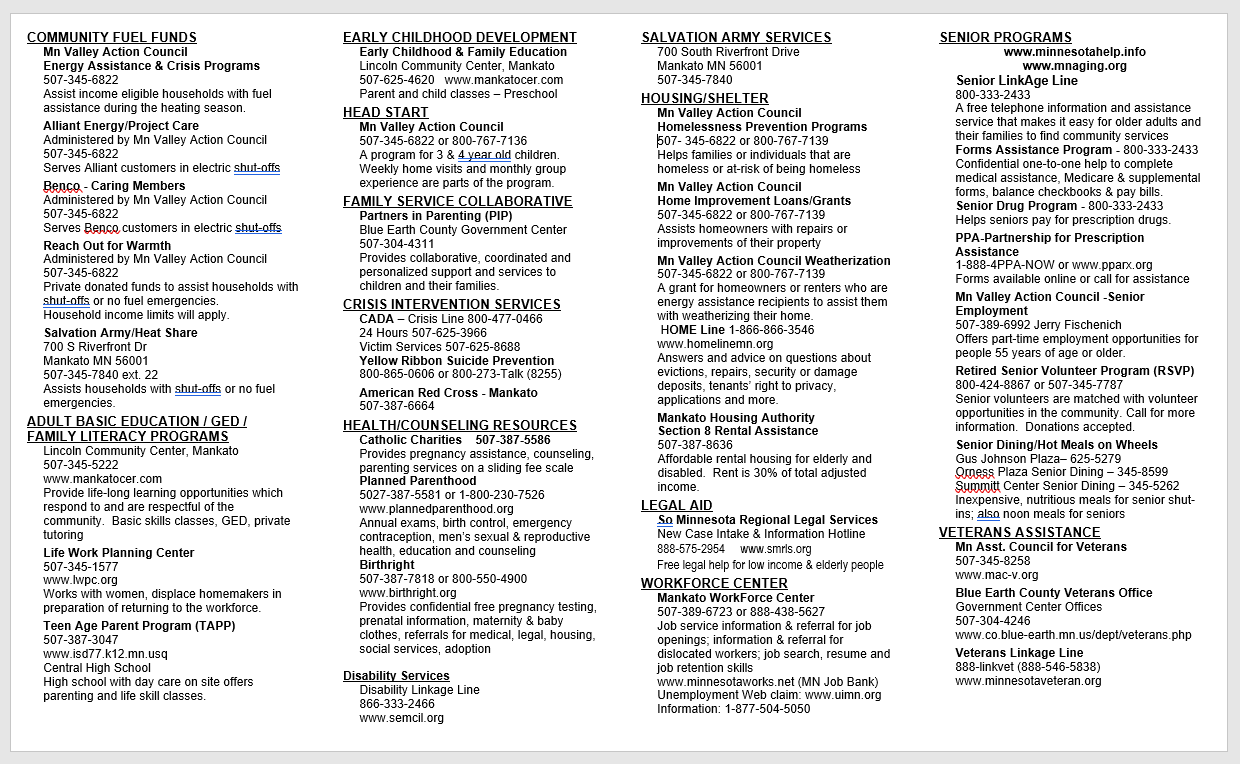 COMMUNITY FUEL FUNDS
Mn Valley Action Council
Energy Assistance & Crisis Programs
507-345-6822
Assist income eligible households with fuel
assistance during the heating season.
Alliant Energy/Project Care
Administered by Mn Valley Action Council
507-345-6822
Serves Alliant customers in electric shut-offs
Benco - Caring Members
Administered by Mn Valley Action Council
507-345-6822
Serves Benco customers in electric shut-offs
Reach Out for Warmth
Administered by Mn Valley Action Council
507-345-6822
Private donated funds to assist households with
shut-offs or no fuel emergencies.
Household income limits will apply.
Salvation Army/Heat Share
700 S Riverfront Dr
Mankato MN 56001
507-345-7840 ext. 22
Assists households with shut-offs or no fuel
emergencies.
ADULT BASIC EDUCATION / GED /
FAMILY LITERACY PROGRAMS
Lincoln Community Center, Mankato
507-345-5222
www.mankatocer.com
Provide life-long learning opportunities which
respond to and are respectful of the
community.  Basic skills classes, GED, private
tutoring
Life Work Planning Center
507-345-1577
www.lwpc.org
Works with women, displace homemakers in
preparation of returning to the workforce.
Teen Age Parent Program (TAPP)
507-387-3047
www.isd77.k12.mn.usq
Central High School
High school with day care on site offers
parenting and life skill classes.
EARLY CHILDHOOD DEVELOPMENT
Early Childhood & Family Education
Lincoln Community Center, Mankato
507-625-4620   www.mankatocer.com
Parent and child classes – Preschool
HEAD START
Mn Valley Action Council
507-345-6822 or 800-767-7136
A program for 3 & 4 year old children.
Weekly home visits and monthly group
experience are parts of the program.
FAMILY SERVICE COLLABORATIVE
Partners in Parenting (PIP)
Blue Earth County Government Center
507-304-4311
Provides collaborative, coordinated and
personalized support and services to
children and their families.
CRISIS INTERVENTION SERVICES
CADA – Crisis Line 800-477-0466
24 Hours 507-625-3966
Victim Services 507-625-8688
Yellow Ribbon Suicide Prevention
800-865-0606 or 800-273-Talk (8255)
American Red Cross - Mankato
507-387-6664
HEALTH/COUNSELING RESOURCES
Catholic Charities    507-387-5586
Provides pregnancy assistance, counseling,
parenting services on a sliding fee scale
Planned Parenthood
5027-387-5581 or 1-800-230-7526
www.plannedparenthood.org
Annual exams, birth control, emergency
contraception, men's sexual & reproductive
health, education and counseling
Birthright
507-387-7818 or 800-550-4900
www.birthright.org
Provides confidential free pregnancy testing,
prenatal information, maternity & baby
clothes, referrals for medical, legal, housing,
social services, adoption
Disability Services
Disability Linkage Line
866-333-2466
www.semcil.org
SALVATION ARMY SERVICES
700 South Riverfront Drive
Mankato MN 56001
507-345-7840
HOUSING/SHELTER
Mn Valley Action Council
Homelessness Prevention Programs
507- 345-6822 or 800-767-7139
Helps families or individuals that are
homeless or at-risk of being homeless
Mn Valley Action Council
Home Improvement Loans/Grants
507-345-6822 or 800-767-7139
Assists homeowners with repairs or
improvements of their property
Mn Valley Action Council Weatherization
507-345-6822 or 800-767-7139
A grant for homeowners or renters who are
energy assistance recipients to assist them
with weatherizing their home.
HOME Line 1-866-866-3546
www.homelinemn.org
Answers and advice on questions about
evictions, repairs, security or damage
deposits, tenants' right to privacy,
applications and more.
Mankato Housing Authority
Section 8 Rental Assistance
507-387-8636
Affordable rental housing for elderly and
disabled.  Rent is 30% of total adjusted
income.
LEGAL AID
So Minnesota Regional Legal Services
New Case Intake & Information Hotline
888-575-2954     www.smrls.org
Free legal help for low income & elderly people
WORKFORCE CENTER
Mankato WorkForce Center
507-389-6723 or 888-438-5627
Job service information & referral for job
openings; information & referral for
dislocated workers; job search, resume and
job retention skills
www.minnesotaworks.net (MN Job Bank)
Unemployment Web claim: www.uimn.org
Information: 1-877-504-5050
SENIOR PROGRAMS
www.minnesotahelp.info
www.mnaging.org
Senior LinkAge Line
800-333-2433
A free telephone information and assistance
service that makes it easy for older adults and
their families to find community services
Forms Assistance Program - 800-333-2433
Confidential one-to-one help to complete
medical assistance, Medicare & supplemental
forms, balance checkbooks & pay bills.
Senior Drug Program - 800-333-2433
Helps seniors pay for prescription drugs.
PPA-Partnership for Prescription
Assistance
1-888-4PPA-NOW or www.pparx.org
Forms available online or call for assistance
Mn Valley Action Council -Senior
Employment
507-389-6992 Jerry Fischenich
Offers part-time employment opportunities for
people 55 years of age or older.
Retired Senior Volunteer Program (RSVP)
800-424-8867 or 507-345-7787
Senior volunteers are matched with volunteer
opportunities in the community. Call for more
information.  Donations accepted.
Senior Dining/Hot Meals on Wheels
Gus Johnson Plaza– 625-5279
Orness Plaza Senior Dining – 345-8599
Summitt Center Senior Dining – 345-5262
Inexpensive, nutritious meals for senior shut-
ins; also noon meals for seniors
VETERANS ASSISTANCE
Mn Asst. Council for Veterans
507-345-8258
www.mac-v.org
Blue Earth County Veterans Office
Government Center Offices
507-304-4246
www.co.blue-earth.mn.us/dept/veterans.php
Veterans Linkage Line
888-linkvet (888-546-5838)
www.minnesotaveteran.org